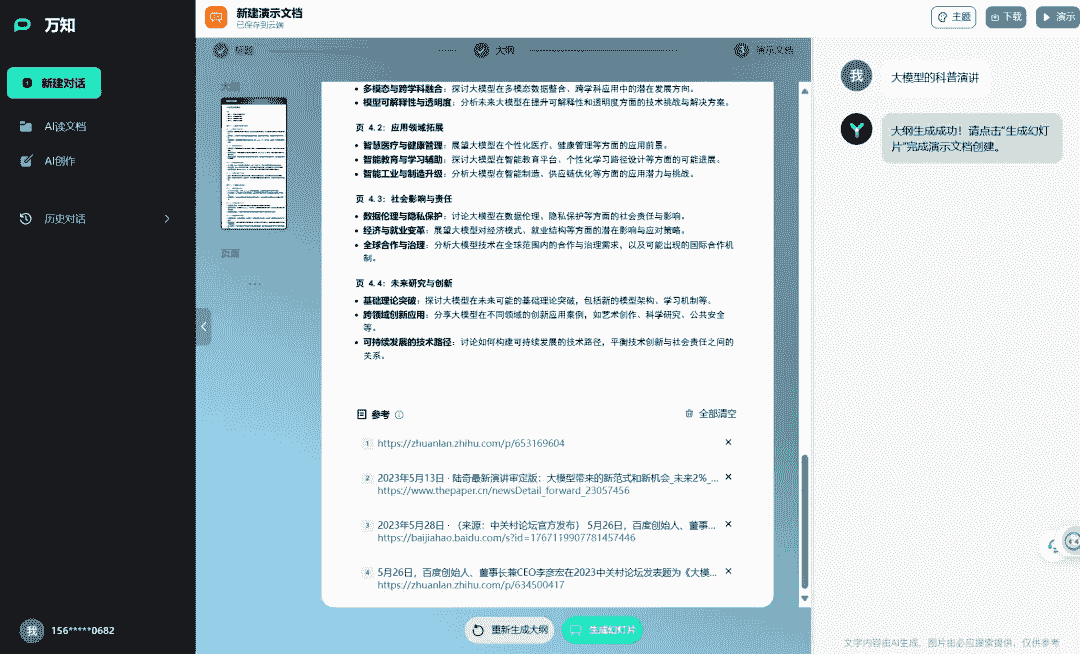 万知
新建对话
AI读文档
AI创作
历史对话
156*****0682
新建演示文档
已保存到云端
主题
下载
演示
标题
大纲
演示文档
大纲
页面
多模态与跨学科融合：探讨大模型在多模态数据整合、跨学科应用中的潜在发展方向。
模型可解释性与透明度：分析未来大模型在提升可解释性和透明度方面的技术挑战与解决方案。
页 4.2：应用领域拓展
智慧医疗与健康管理：展望大模型在个性化医疗、健康管理等方面的应用前景。
智能教育与学习辅助：探讨大模型在智能教育平台、个性化学习路径设计等方面的可能进展。
智能工业与制造升级：分析大模型在智能制造、供应链优化等方面的应用潜力与挑战。
页 4.3：社会影响与责任
数据伦理与隐私保护：讨论大模型在数据伦理、隐私保护等方面的社会责任与影响。
经济与就业变革：展望大模型对经济模式、就业结构等方面的潜在影响与应对策略。
全球合作与治理：分析大模型技术在全球范围内的合作与治理需求，以及可能出现的国际合作机
制。
页 4.4：未来研究与创新
基础理论突破：探讨大模型在未来可能的基础理论突破，包括新的模型架构、学习机制等。
跨领域创新应用：分享大模型在不同领域的创新应用案例，如艺术创作、科学研究、公共安全
等。
可持续发展的技术路径：讨论如何构建可持续发展的技术路径，平衡技术创新与社会责任之间的
关系。
参考
全部清空
1 https://zhuanlan.zhihu.com/p/653169604
2 2023年5月13日 · 陆奇最新演讲审定版：大模型带来的新范式和新机会_未来2%_...
https://www.thepaper.cn/newsDetail_forward_23057456
3 2023年5月28日 · （来源：中关村论坛官方发布） 5月26日，百度创始人、董事...
https://baijiahao.baidu.com/s?id=1767119907781457446
4 5月26日，百度创始人、董事长兼CEO李彦宏在2023中关村论坛发表题为《大模...
https://zhuanlan.zhihu.com/p/634500417
重新生成大纲
生成幻灯片
我
大模型的科普演讲
大纲生成成功！请点击“生成幻灯
片”完成演示文档创建。
文字内容由AI生成，图片由必应搜索提供，仅供参考